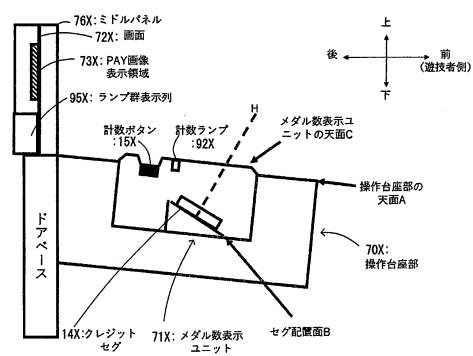 76X：ミドルパネル
72X：画面
73X：PAY画像
表示領域
95X：ランプ群表示列
上
後
前
(遊技者側)
下
H
メダル数表示ユ
ニットの天面C
計数ボタン
:15X
計数ランプ
:92X
操作台座部の
天面A
ドアベース
70X：
操作台座部
14X：クレジット
セグ
71X：メダル数表示
ユニット
セグ配置面B